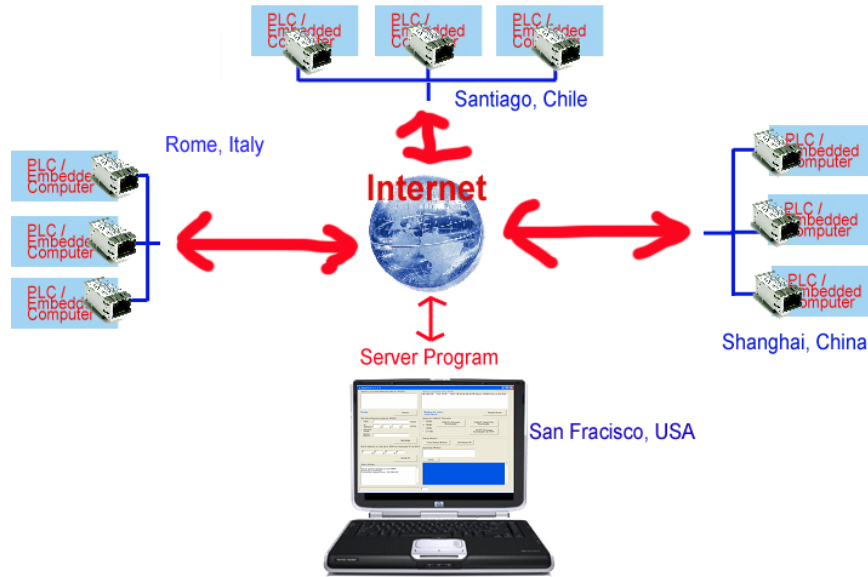 PLC /
Embedded
Computer
PLC /
Embedded
Computer
PLC /
Embedded
Computer
Santiago, Chile
Rome, Italy
PLC /
Embedded
Computer
PLC /
Embedded
Computer
PLC /
Embedded
Computer
Internet
PLC /
Embedded
Computer
PLC /
Embedded
Computer
PLC /
Embedded
Computer
Shanghai, China
Server Program
San Fracisco, USA